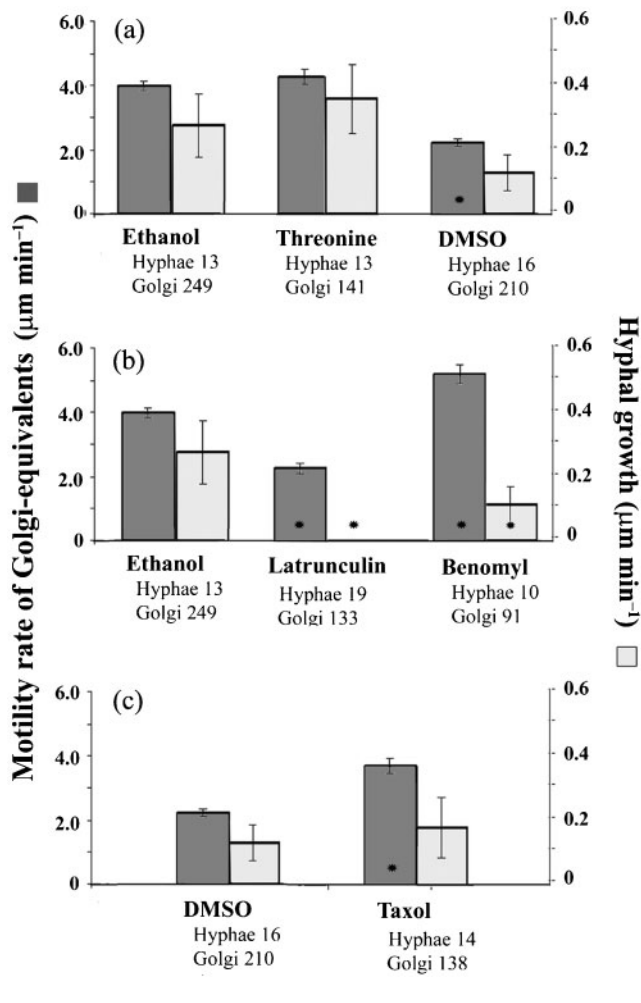 Motility rate of Golgi-equivalents (μm min⁻¹)
Hyphal growth (μm min⁻¹)
(a)
6.0
4.0
2.0
0
0.6
0.4
0.2
0
Ethanol
Hyphae 13
Golgi 249
Threonine
Hyphae 13
Golgi 141
DMSO
Hyphae 16
Golgi 210
(b)
6.0
4.0
2.0
0
0.6
0.4
0.2
0
Ethanol
Hyphae 13
Golgi 249
Latrunculin
Hyphae 19
Golgi 133
Benomyl
Hyphae 10
Golgi 91
(c)
6.0
4.0
2.0
0
0.6
0.4
0.2
0
DMSO
Hyphae 16
Golgi 210
Taxol
Hyphae 14
Golgi 138